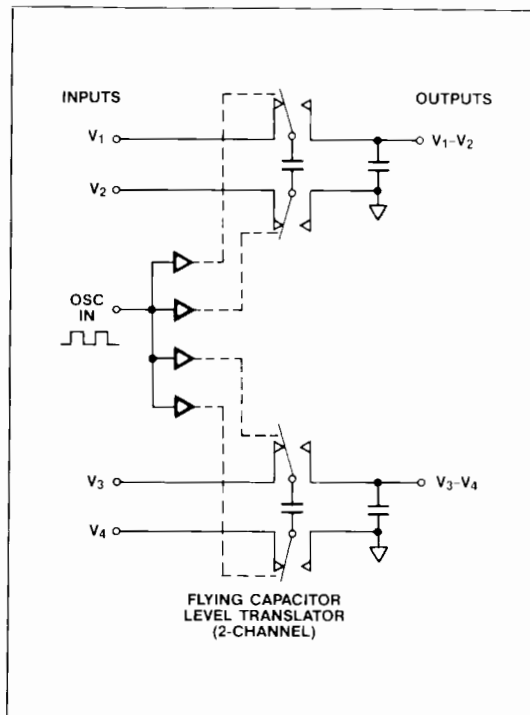 INPUTS
OUTPUTS
V1
V1-V2
V2
OSC
IN
V3
V3-V4
V4
FLYING CAPACITOR
LEVEL TRANSLATOR
(2-CHANNEL)